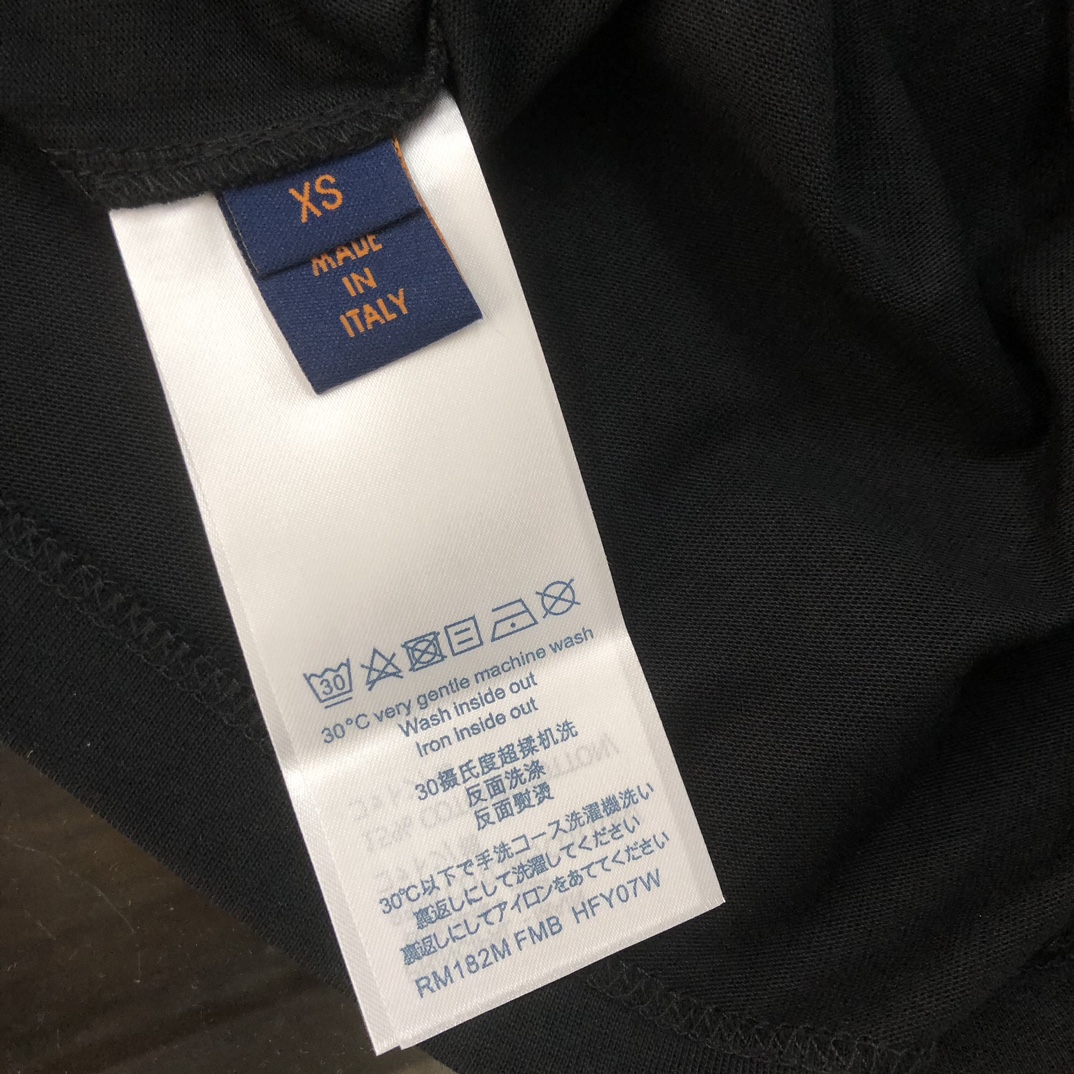 XS
MADE
IN
ITALY
30
30°C very gentle machine wash
Wash inside out
Iron inside out
30摄氏度超揉机洗
反面洗涤
反面熨烫
30℃以下で手洗コース洗濯機洗い
裏返しにして洗濯してください
裏返しにしてアイロンをあててください
RM182M FMB HFY07W